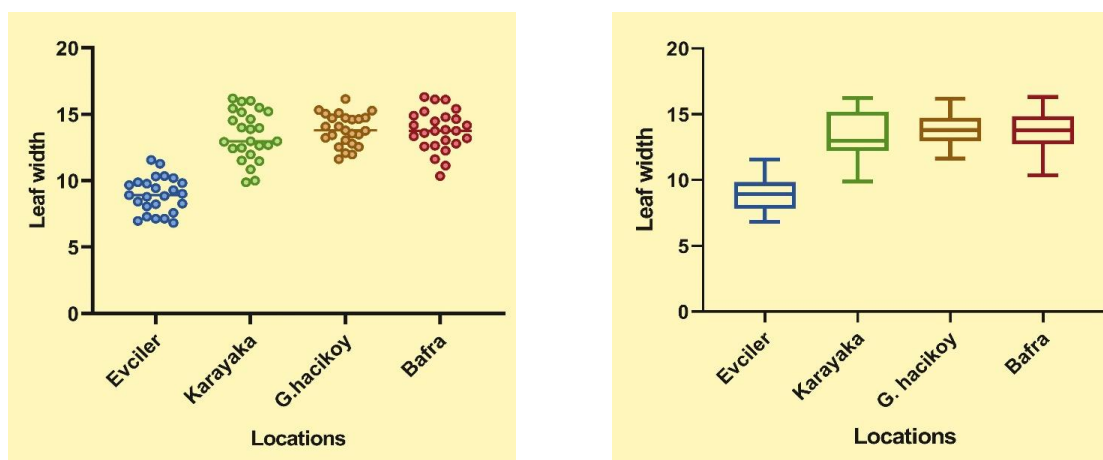 20
15
10
5
0
Leaf width
Evciler
Karayaka
G.hacikoy
Bafra
Locations
20
15
10
5
0
Leaf width
Evciler
Karayaka
G. hacikoy
Bafra
Locations